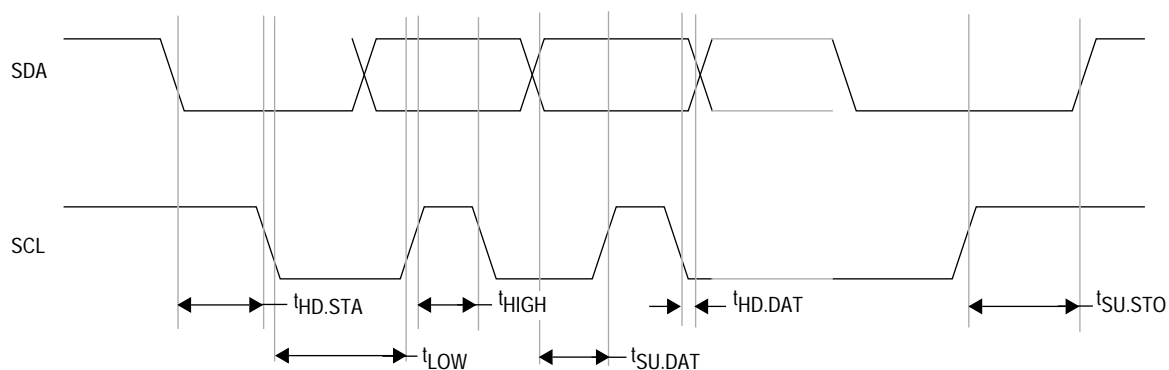 SDA
SCL
tHD.STA
tHIGH
tHD.DAT
tSU.STO
tLOW
tSU.DAT